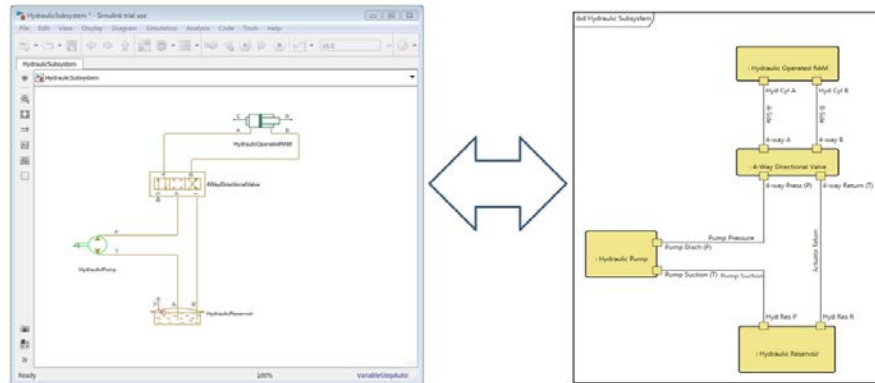 HydraulicSubsystem * - Simulink trial use
File Edit View Display Diagram Simulation Analysis Code Tools Help
HydraulicSubsystem
HydraulicSubsystem
C R
A B
HydraulicOperatedRAM
A B
4WayDirectionalValve
S P T
P
T
HydraulicPump
HydraulicReservoir
Ready 100% VariableStepAuto
ibd Hydraulic Subsystem
: Hydraulic Operated RAM
Hyd Cyl A Hyd Cyl B
A-Side B-Side
4-way A 4-way B
: 4-Way Directional Valve
4-way Press (P) 4-way Return (T)
Pump Pressure
Pump Disch (P)
: Hydraulic Pump
Actuator Return
Pump Suction (T) Pump Suction
Hyd Res P Hyd Res R
: Hydraulic Reservoir